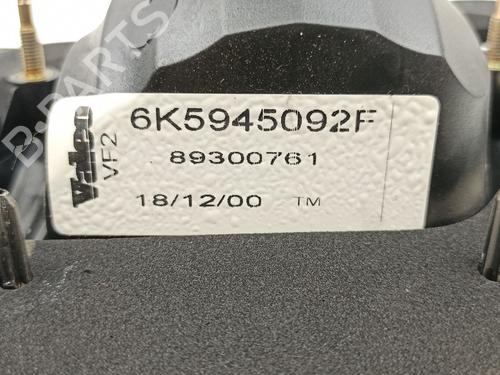 B-PARTS
Valeo
VF2
6K5945092F
89300761
18/12/00 TM